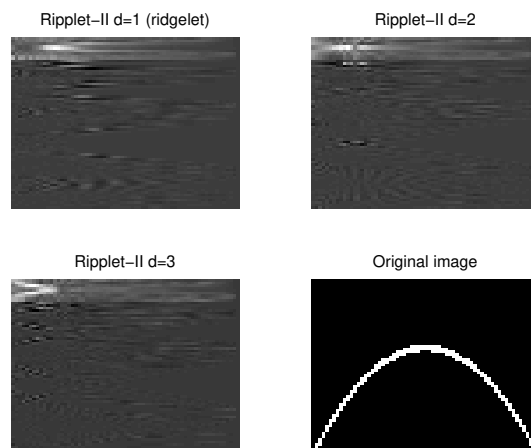 Ripplet−II d=1 (ridgelet)
Ripplet−II d=2
Ripplet−II d=3
Original image